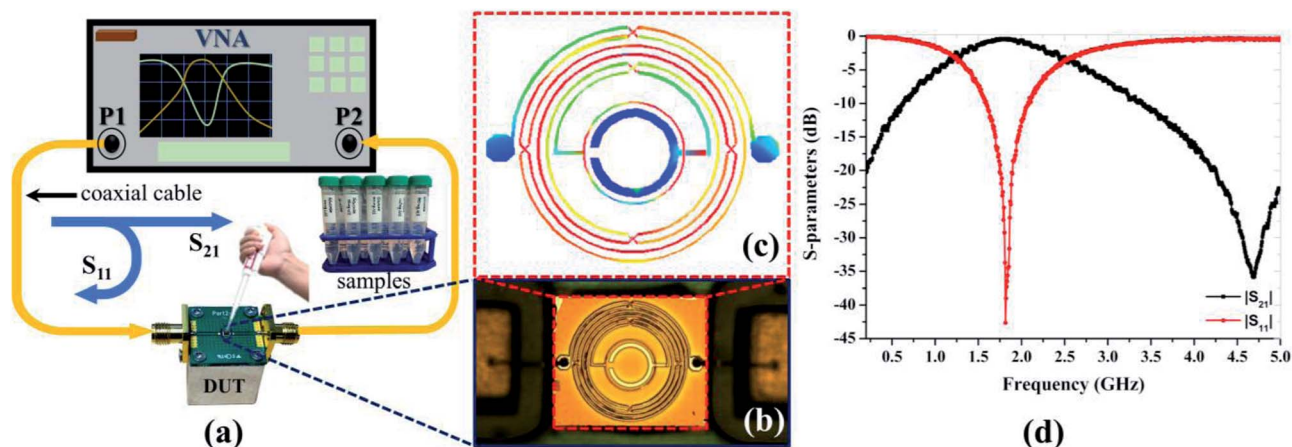 VNA
P1
P2
coaxial cable
S21
S11
samples
DUT
(a)
(c)
(b)
0
-5
-10
-15
-20
-25
-30
-35
-40
-45
S-parameters (dB)
0.5 1.0 1.5 2.0 2.5 3.0 3.5 4.0 4.5 5.0
Frequency (GHz)
|S21|
|S11|
(d)